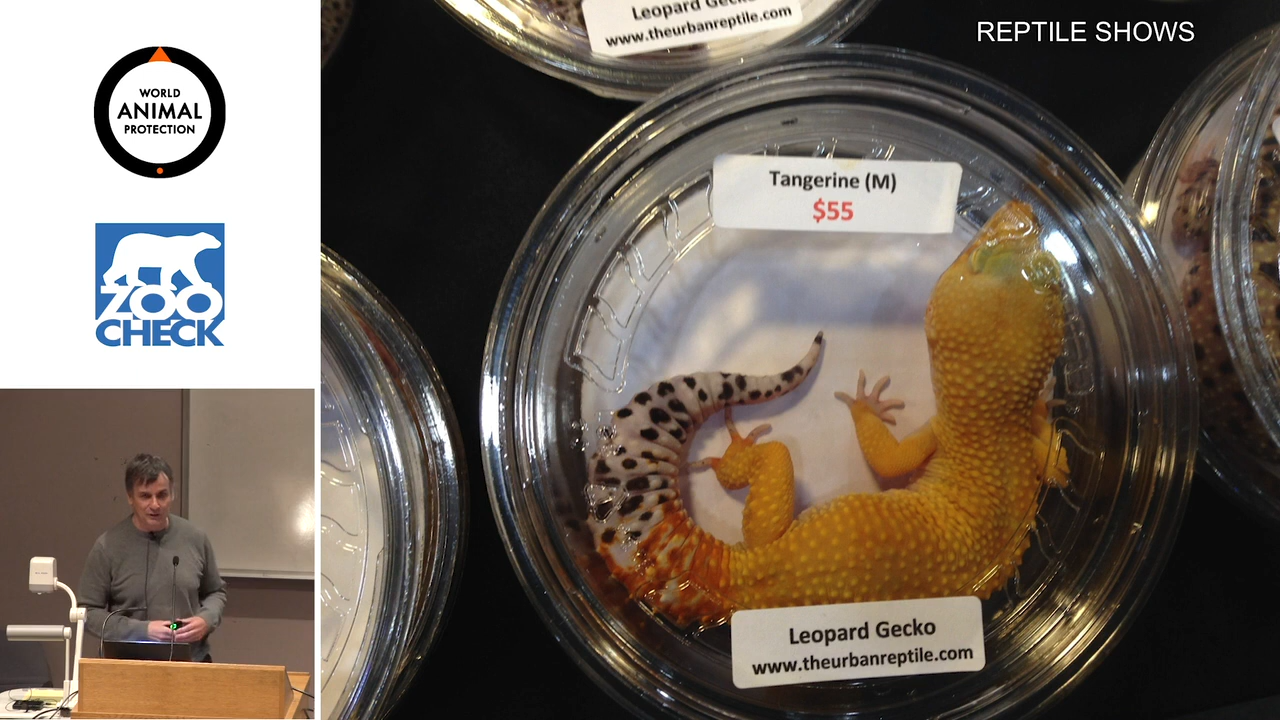 WORLD
ANIMAL
PROTECTION
ZOO
CHECK
REPTILE SHOWS
Leopard Gecko
www.theurbanreptile.com
Tangerine (M)
$55
Leopard Gecko
www.theurbanreptile.com